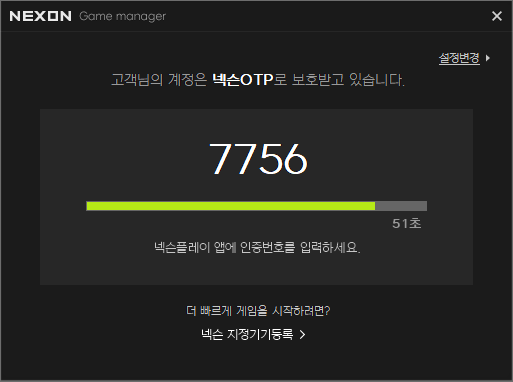 NEXON Game manager
설정변경
고객님의 계정은 넥슨OTP로 보호받고 있습니다.
7756
51초
넥슨플레이 앱에 인증번호를 입력하세요.
더 빠르게 게임을 시작하려면?
넥슨 지정기기등록 >